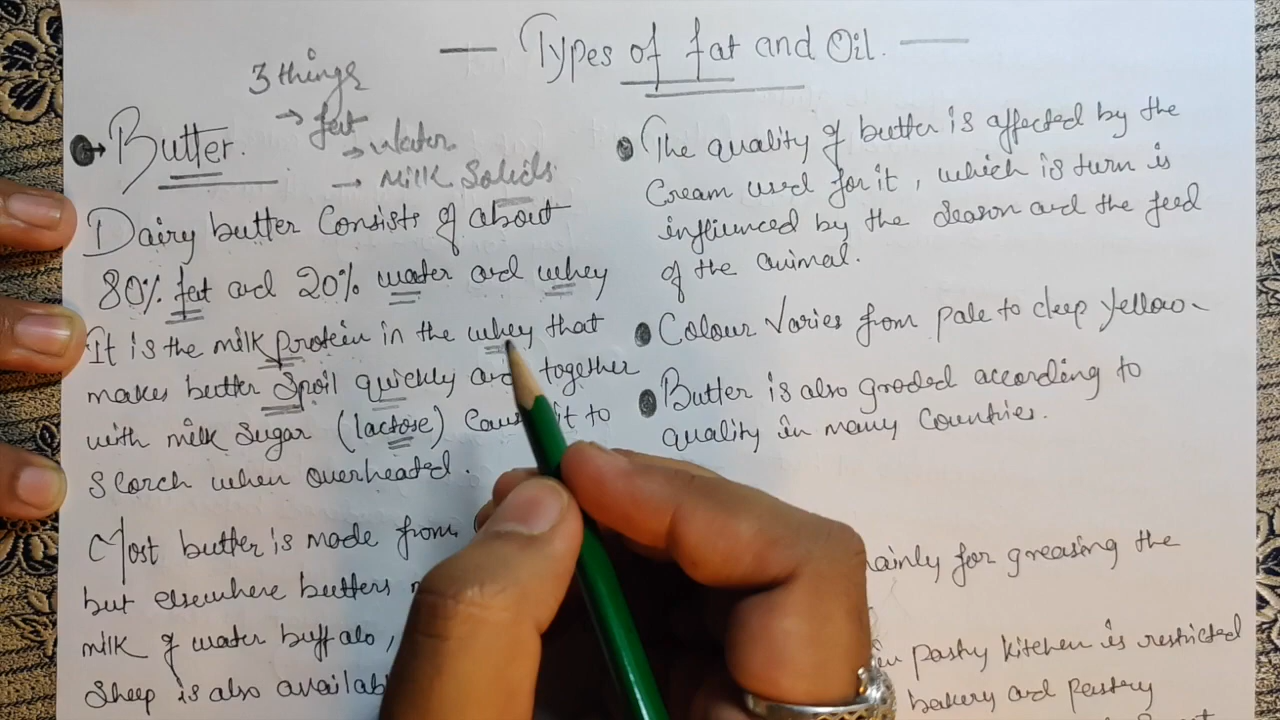 Types of fat and Oil.
3 things
→ fat
→ water
→ Milk Solids
Butter.
Dairy butter Consists of about
80% fat and 20% water and whey
It is the milk protein in the whey that
makes butter Spoil quickly and together
with milk Sugar (lactose) it to
Scorch when overheated.
Most butter is made from
but elsewhere butters
milk of water buffalo,
Sheep is also
The quality of butter is affected by the
Cream used for it, which is turn is
influenced by the Season and the feed
of the animal.
Colour Varies from pale to deep yellow
Butter is also graded according to
quality in many Countries.
for greasing the
pastry kitchen is restricted
bakery and Pastry